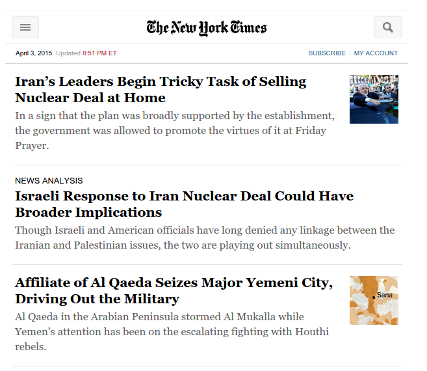 The New York Times
April 3, 2015 Updated 8:51 PM ET
SUBSCRIBE MY ACCOUNT
Iran's Leaders Begin Tricky Task of Selling
Nuclear Deal at Home
In a sign that the plan was broadly supported by the establishment,
the government was allowed to promote the virtues of it at Friday
Prayer.
NEWS ANALYSIS
Israeli Response to Iran Nuclear Deal Could Have
Broader Implications
Though Israeli and American officials have long denied any linkage between the
Iranian and Palestinian issues, the two are playing out simultaneously.
Affiliate of Al Qaeda Seizes Major Yemeni City,
Driving Out the Military
Al Qaeda in the Arabian Peninsula stormed Al Mukalla while
Yemen's attention has been on the escalating fighting with Houthi
rebels.
Sana